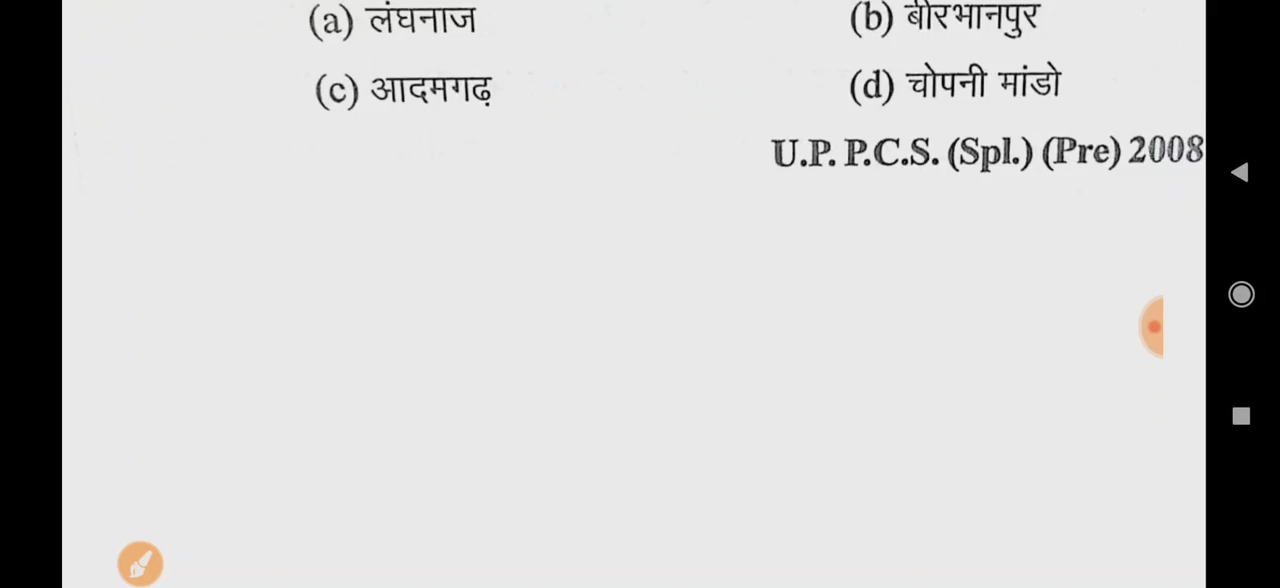 (a) लंघनाज (b) बीरभानपुर
(c) आदमगढ़ (d) चोपनी मांडो
U.P. P.C.S. (Spl.) (Pre) 2008